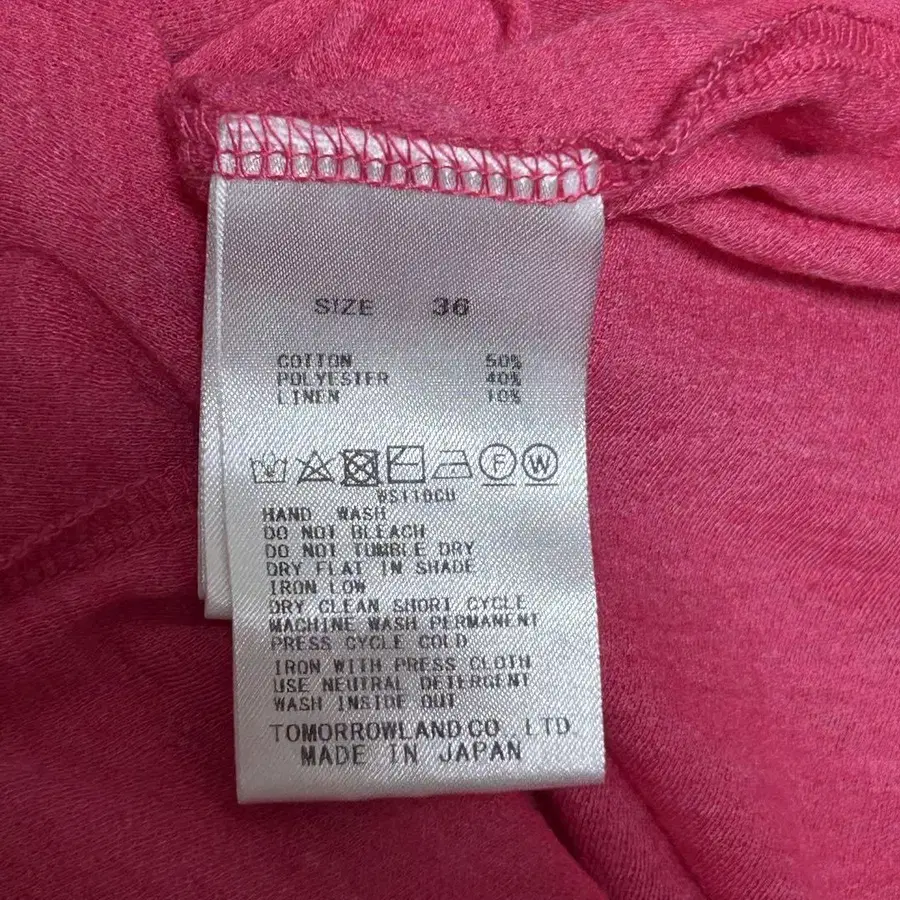 SIZE 36
COTTON 50%
POLYESTER 40%
LINEN 10%
F W
WS110CU
HAND WASH
DO NOT BLEACH
DO NOT TUMBLE DRY
DRY FLAT IN SHADE
IRON LOW
DRY CLEAN SHORT CYCLE
MACHINE WASH PERMANENT
PRESS CYCLE COLD
IRON WITH PRESS CLOTH
USE NEUTRAL DETERGENT
WASH INSIDE OUT
TOMORROWLAND CO., LTD.
MADE IN JAPAN